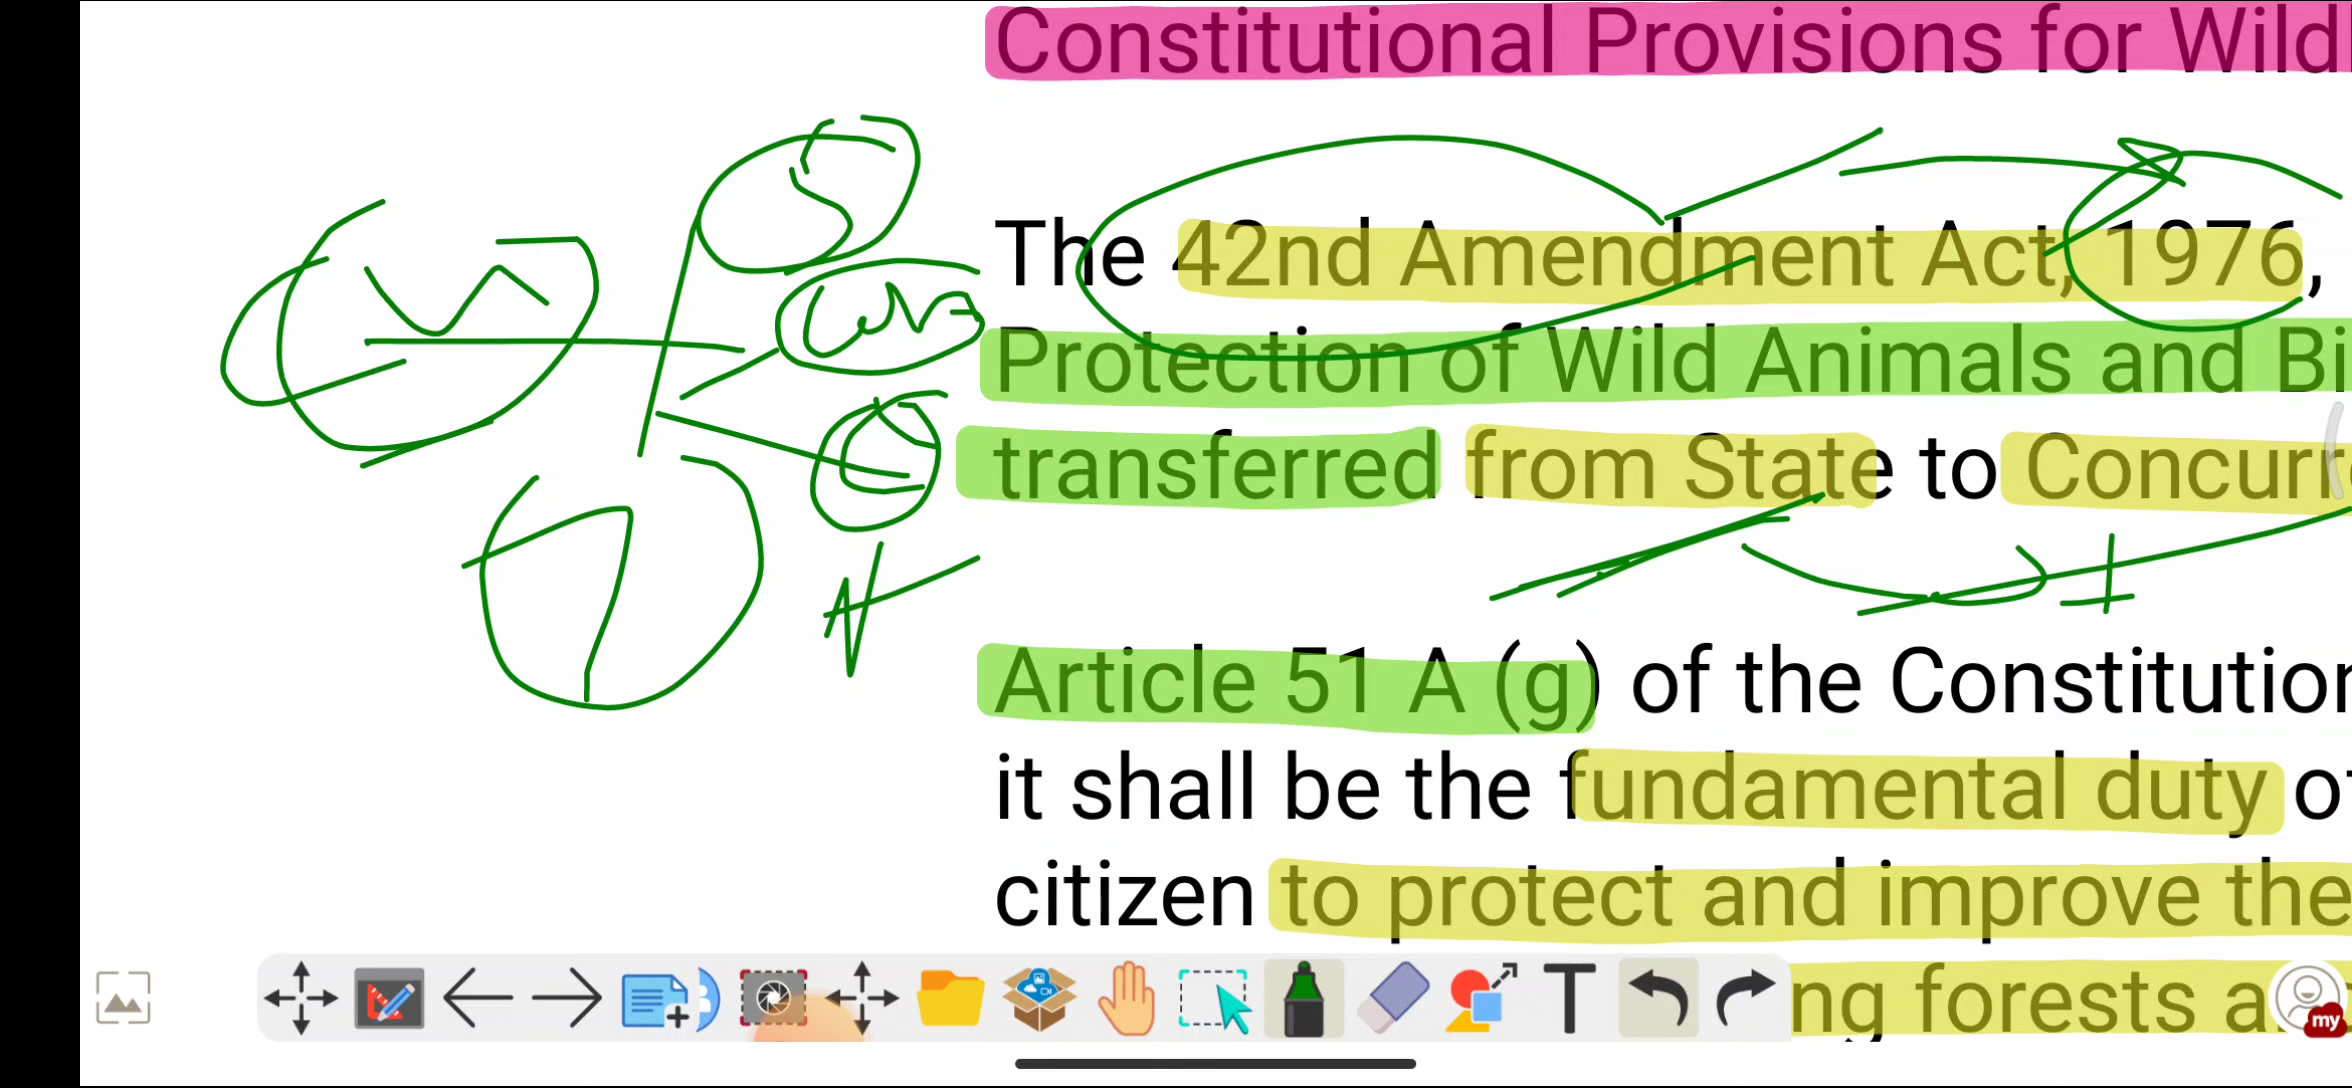 Constitutional Provisions for Wildl
The 42nd Amendment Act, 1976,
Protection of Wild Animals and Bi
transferred from State to Concurr
Article 51 A (g) of the Constitution
it shall be the fundamental duty of
citizen to protect and improve the
ng forests a
T
my